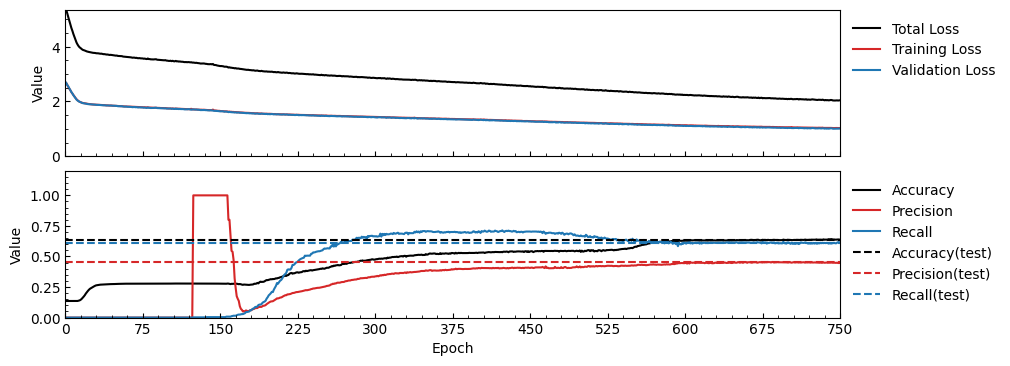 Value
4
2
0
Total Loss
Training Loss
Validation Loss
Value
1.00
0.75
0.50
0.25
0.00
0 75 150 225 300 375 450 525 600 675 750
Epoch
Accuracy
Precision
Recall
Accuracy(test)
Precision(test)
Recall(test)